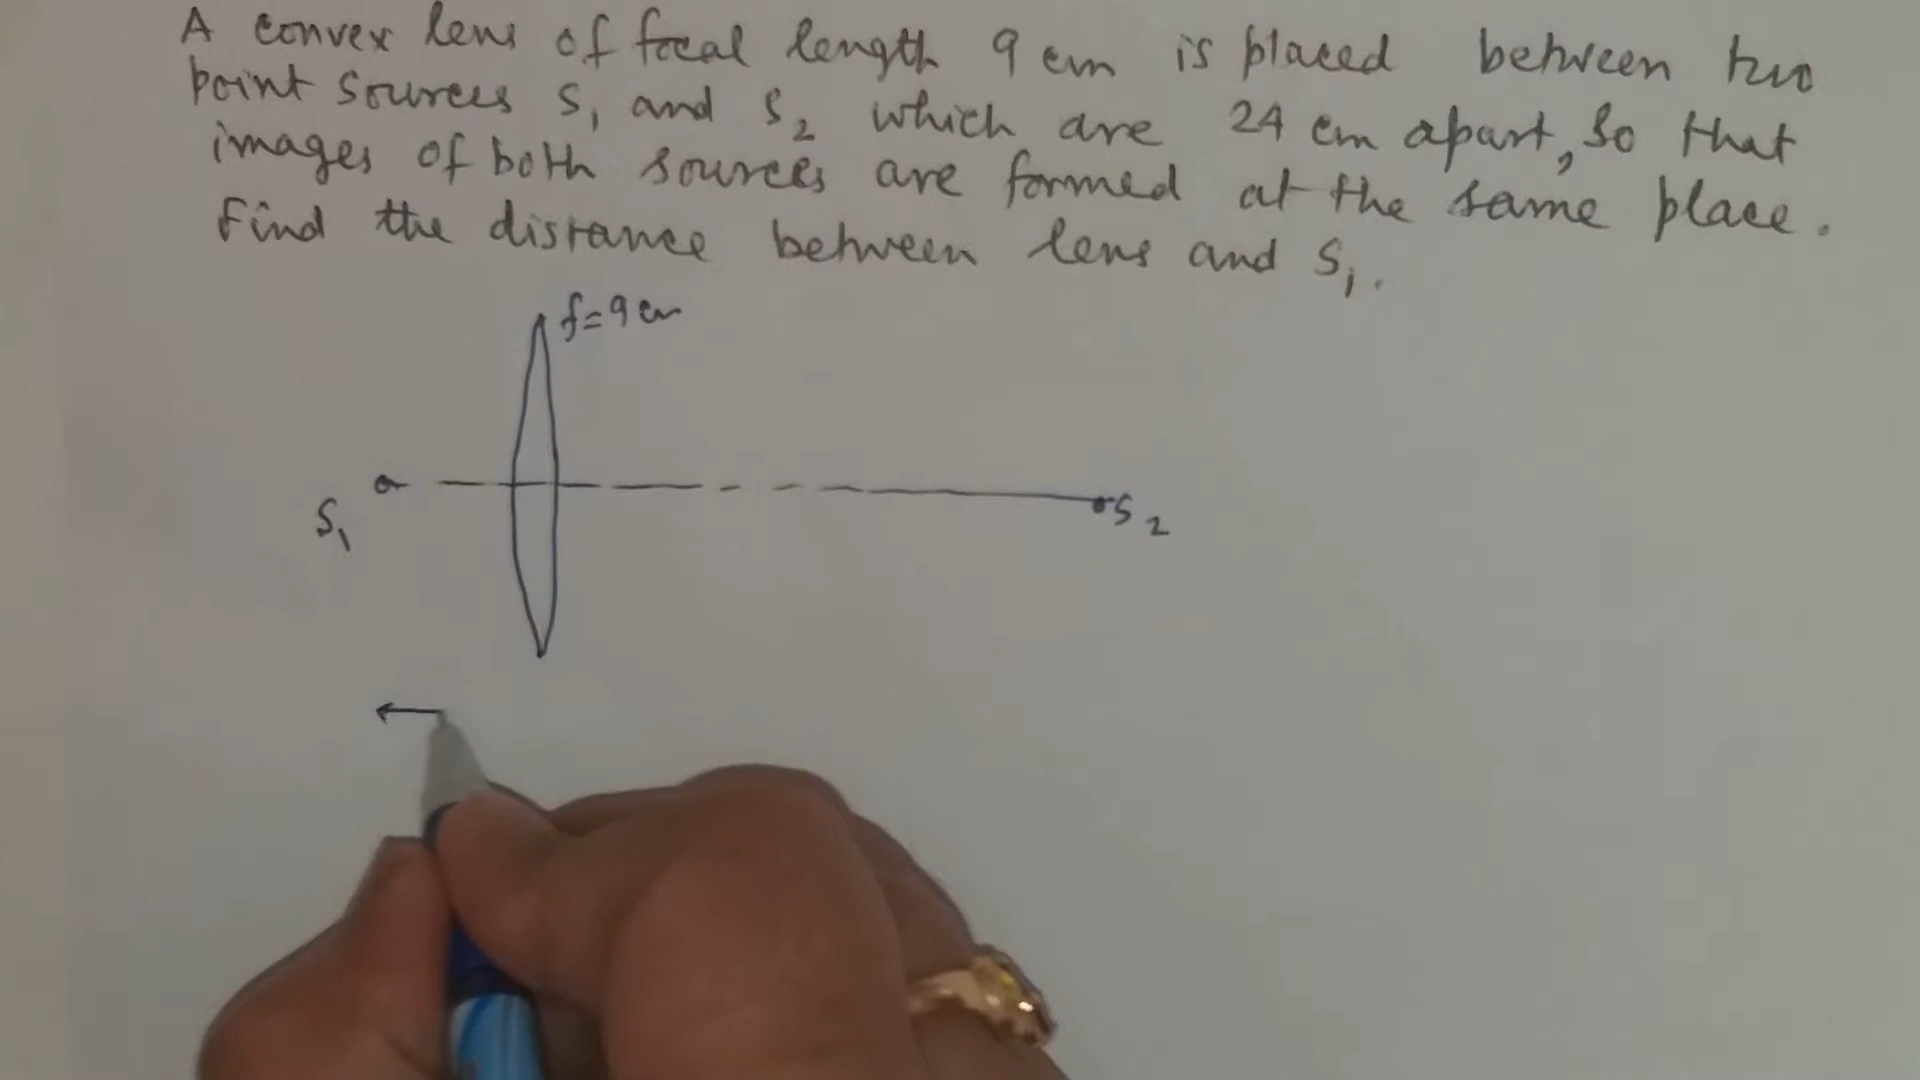 A convex lens of focal length 9 cm is placed between two
point sources S₁ and S₂ which are 24 cm apart, so that
images of both sources are formed at the same place.
Find the distance between lens and S₁.
f=9 cm
S₁
S₂